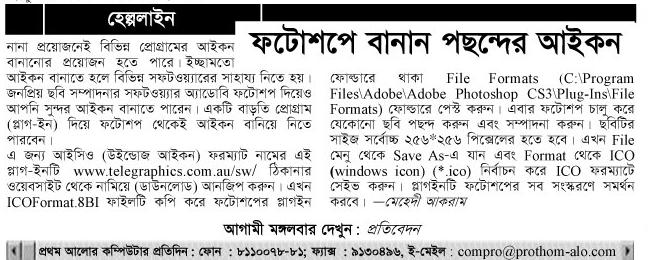 হেল্পলাইন
ফটোশপে বানান পছন্দের আইকন
নানা প্রয়োজনেই বিভিন্ন প্রোগ্রামের আইকন
বানানোর প্রয়োজন হতে পারে। ইচ্ছামতো
আইকন বানাতে হলে বিভিন্ন সফটওয়্যারের সাহায্য নিতে হয়।
জনপ্রিয় ছবি সম্পাদনার সফটওয়্যার অ্যাডোবি ফটোশপ দিয়েও
আপনি সুন্দর আইকন বানাতে পারেন। একটি বাড়তি প্রোগ্রাম
(প্লাগ-ইন) দিয়ে ফটোশপ থেকেই আইকন বানিয়ে নিতে
পারবেন।
এ জন্য আইসিও (উইন্ডোজ আইকন) ফরম্যাট নামের এই
প্লাগ-ইনটি www.telegraphics.com.au/sw/ ঠিকানার
ওয়েবসাইট থেকে নামিয়ে (ডাউনলোড) আনজিপ করুন। এখন
ICOFormat.8BI ফাইলটি কপি করে ফটোশপের প্লাগইন
ফোল্ডারে থাকা File Formats (C:\Program
Files\Adobe\Adobe Photoshop CS3\Plug-Ins\File
Formats) ফোল্ডারে পেস্ট করুন। এবার ফটোশপ চালু করে
যেকোনো ছবি পছন্দ করুন এবং সম্পাদনা করুন। ছবিটির
সাইজ সর্বোচ্চ ২৫৬*২৫৬ পিক্সেলের হতে হবে। এখন File
মেনু থেকে Save As-এ যান এবং Format থেকে ICO
(windows icon) (*.ico) নির্বাচন করে ICO ফরম্যাটে
সেইভ করুন। প্লাগইনটি ফটোশপের সব সংস্করণে সমর্থন
করবে। —মেহেদী আকরাম
আগামী মঙ্গলবার দেখুন : প্রতিবেদন
প্রথম আলোর কম্পিউটার প্রতিদিন : ফোন : ৮১১০০৭৮-৮১; ফ্যাক্স : ৯১৩০৪৯৬, ই-মেইল : compro@prothom-alo.com